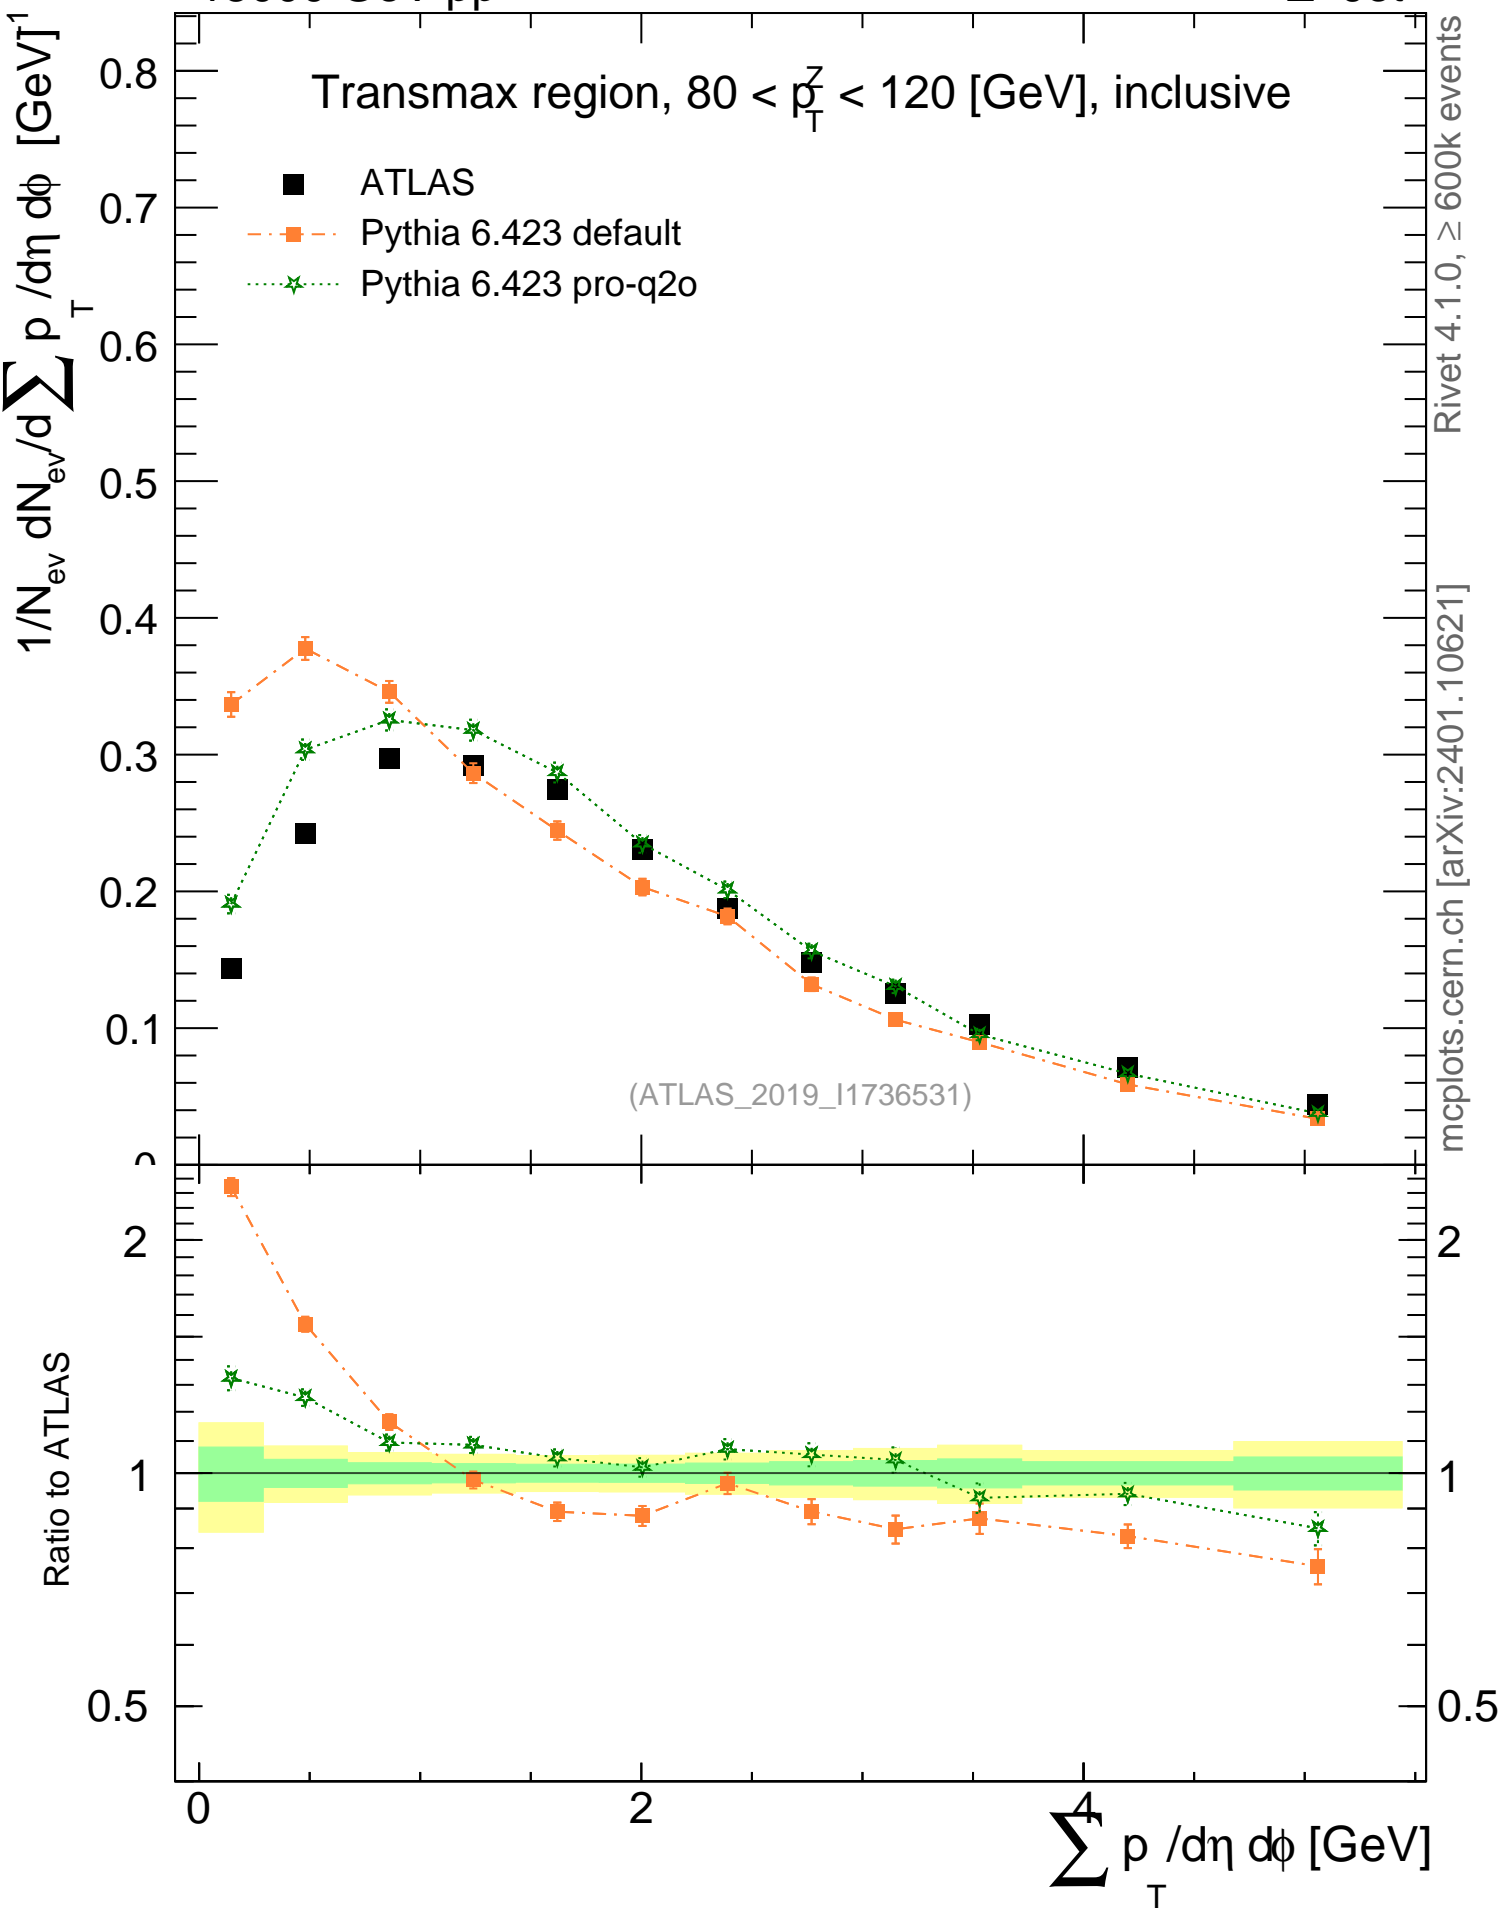 Transmax region, 80 < p_T^Z < 120 [GeV], inclusive
ATLAS
Pythia 6.423 default
Pythia 6.423 pro-q2o
1/N_ev dN_ev/d∑ p_T/dη dϕ [GeV]^-1
0.8
0.7
0.6
0.5
0.4
0.3
0.2
0.1
(ATLAS_2019_I1736531)
Rivet 4.1.0, ≥ 600k events
mcplots.cern.ch [arXiv:2401.10621]
Ratio to ATLAS
2
1
0.5
2
1
0.5
0
2
4
∑ p_T/dη dϕ [GeV]